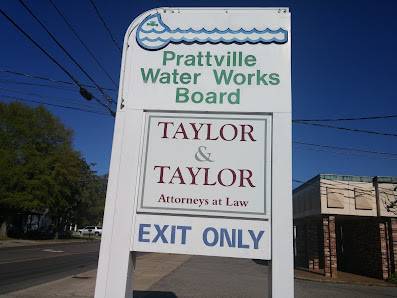 Prattville
Water Works
Board
TAYLOR
&
TAYLOR
Attorneys at Law
EXIT ONLY